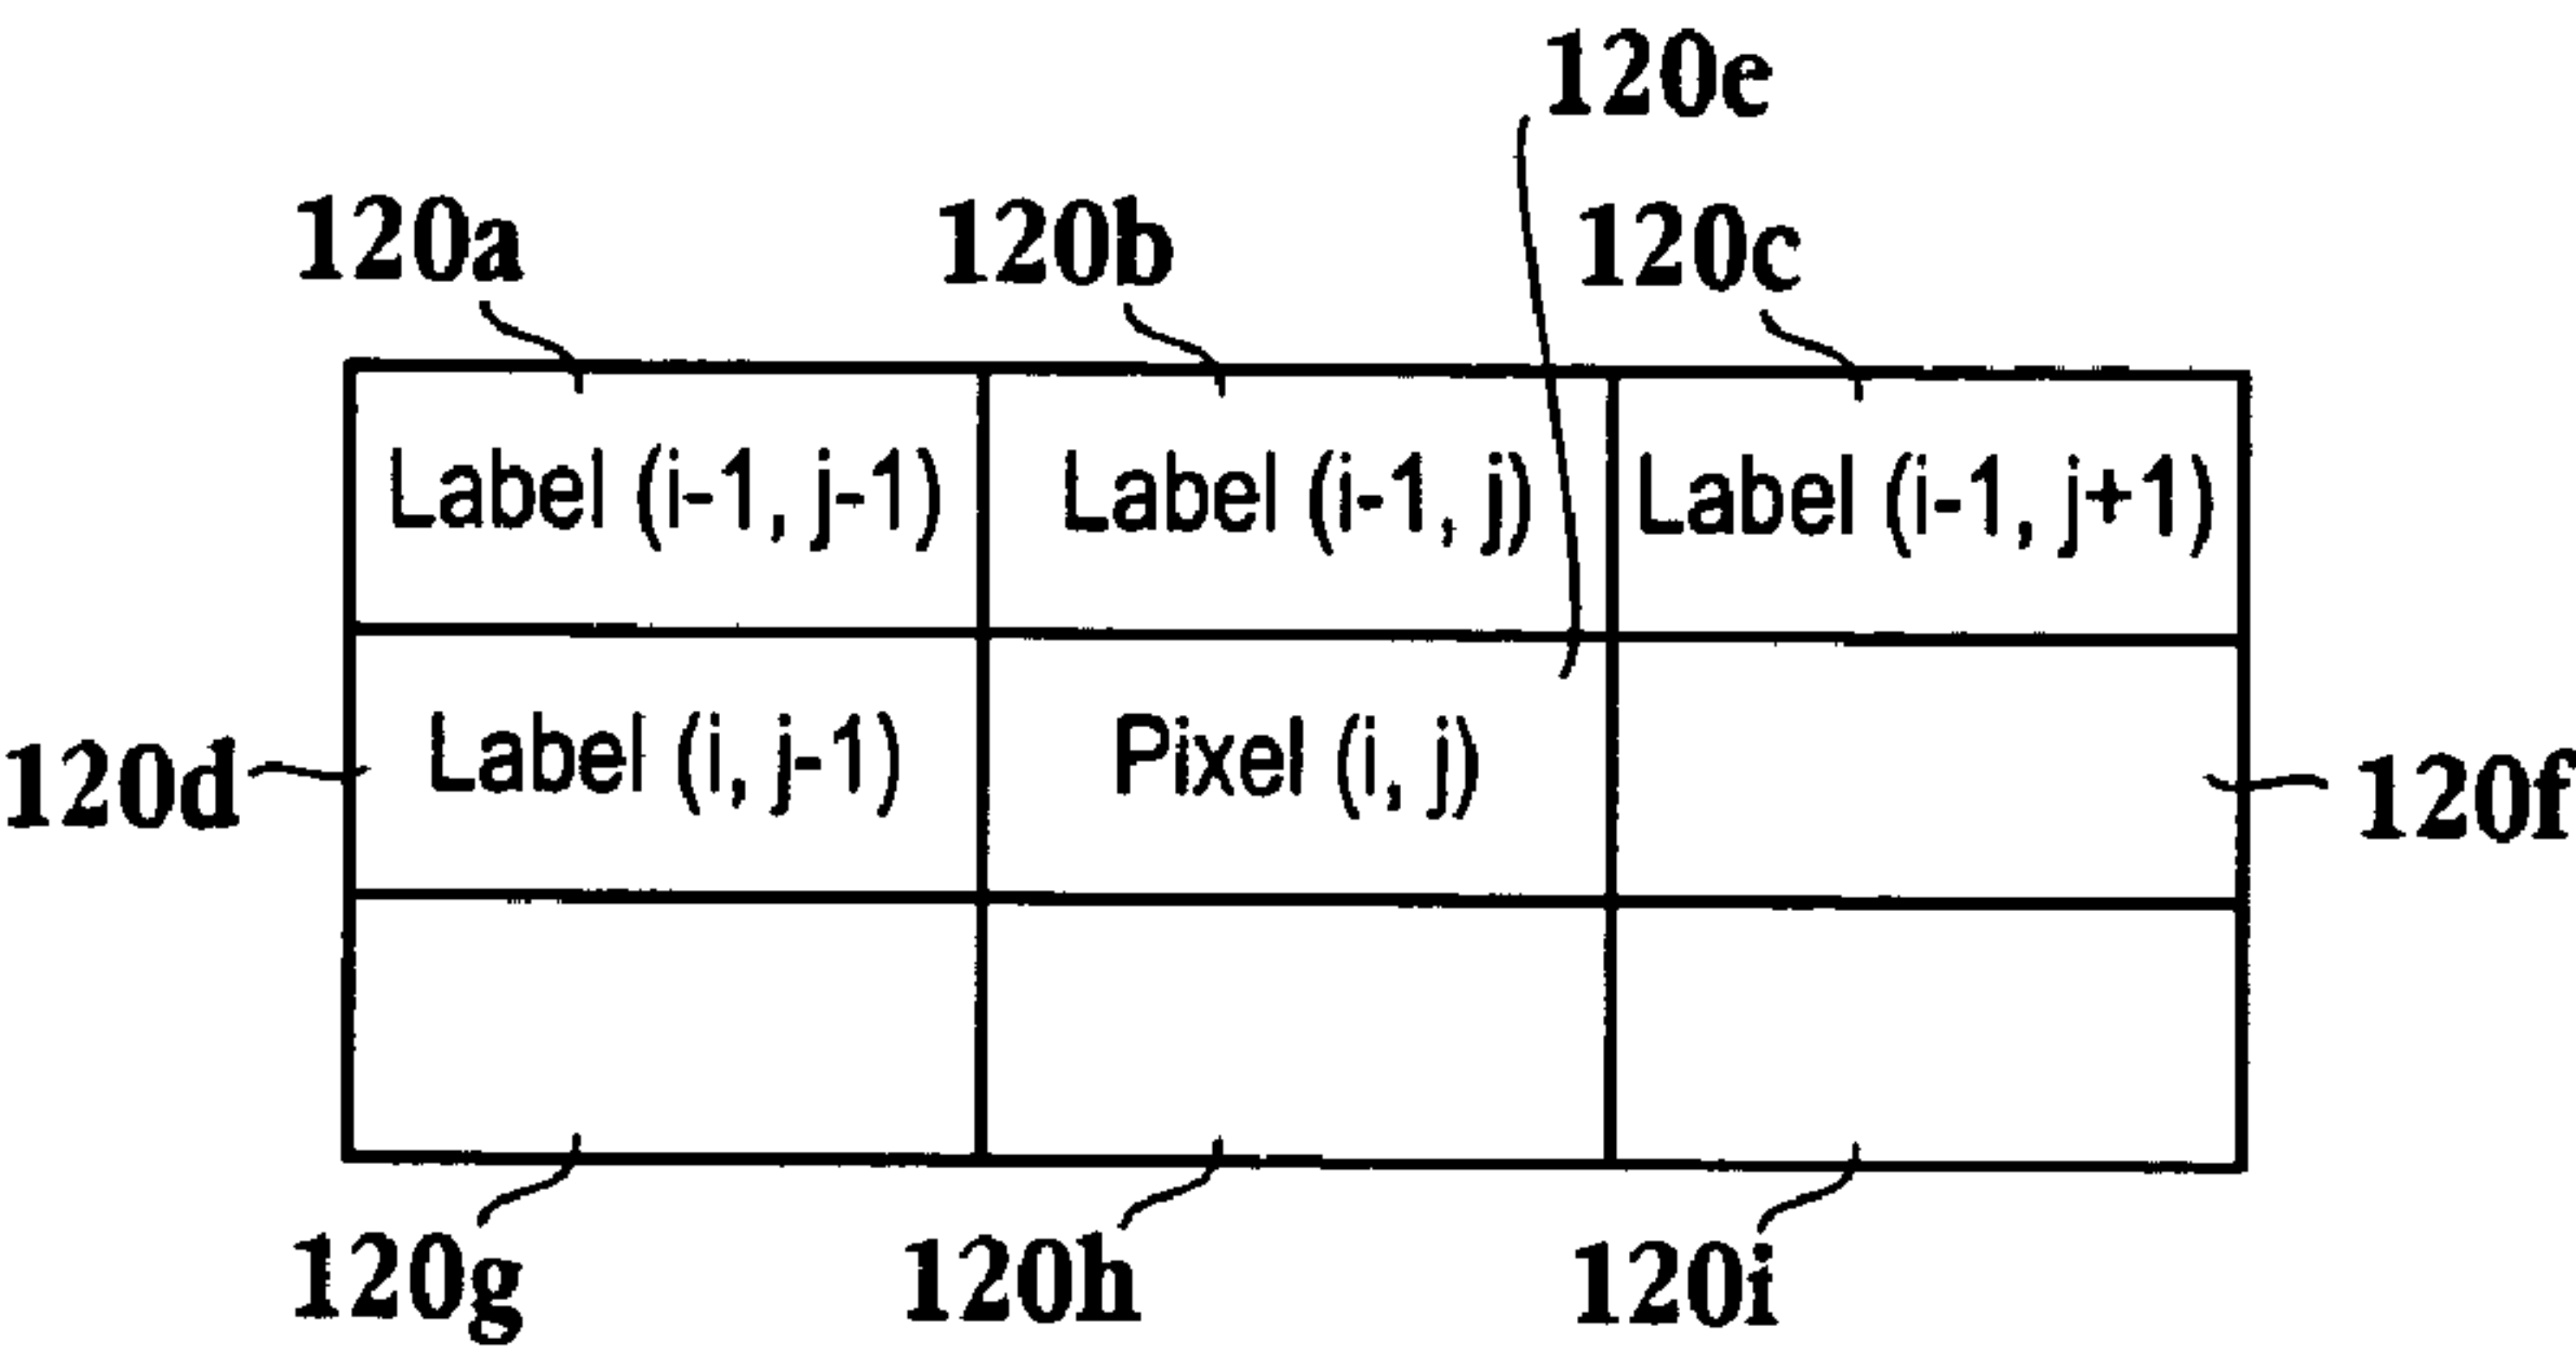 120e
120a 120b 120c
Label (i-1, j-1) Label (i-1, j) Label (i-1, j+1)
120d Label (i, j-1) Pixel (i, j) 120f
120g 120h 120i